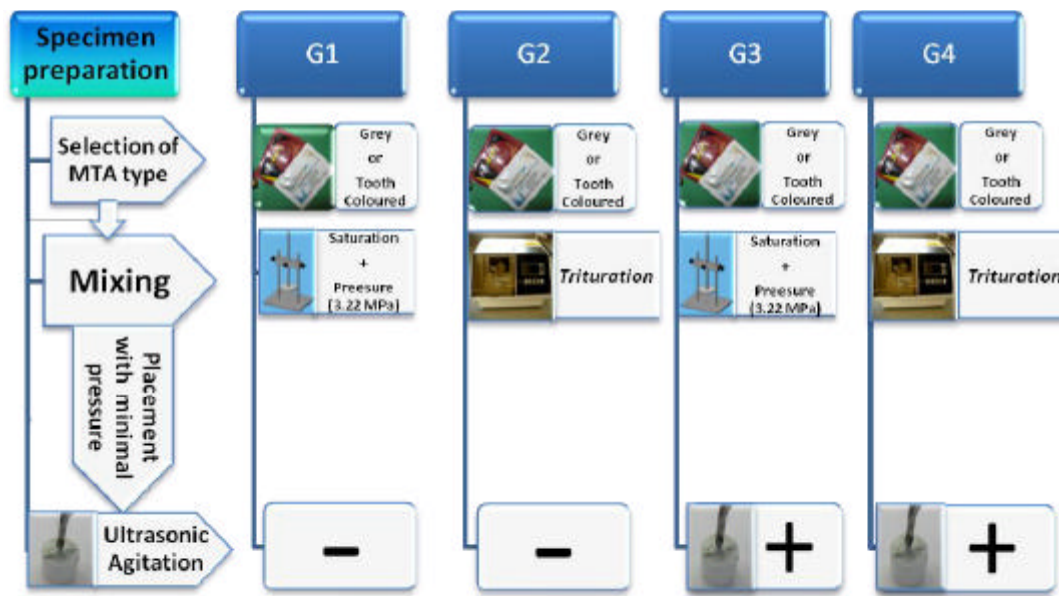 Specimen
preparation
G1
G2
G3
G4
Selection of
MTA type
Grey
or
Tooth
Coloured
Grey
or
Tooth
Coloured
Grey
or
Tooth
Coloured
Grey
or
Tooth
Coloured
Mixing
Saturation
+
Preesure
(3.22 MPa)
Trituration
Saturation
+
Preesure
(3.22 MPa)
Trituration
Placement
with minimal
pressure
Ultrasonic
Agitation
-
-
+
+